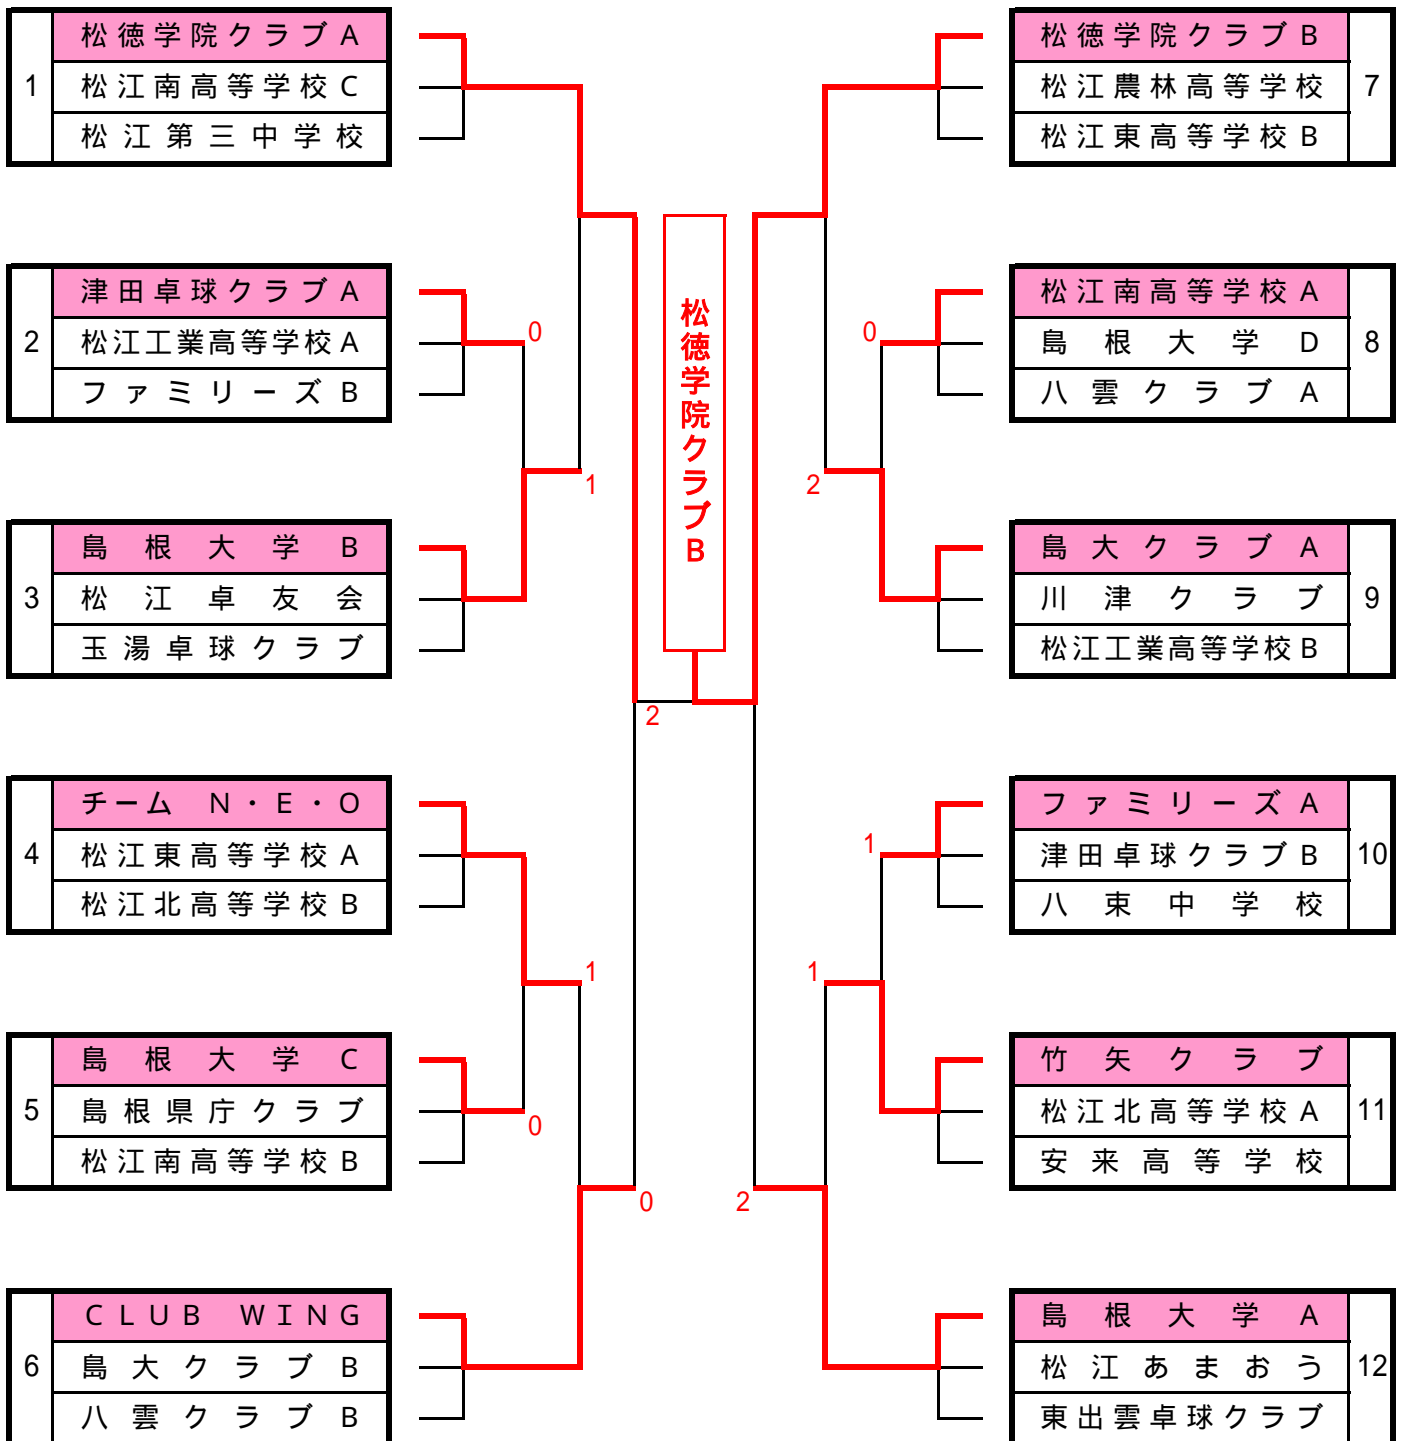 1
松徳学院クラブA
松江南高等学校C
松江第三中学校
2
津田卓球クラブA
松江工業高等学校A
ファミリーズB
3
島根大学B
松江卓友会
玉湯卓球クラブ
4
チーム N・E・O
松江東高等学校A
松江北高等学校B
5
島根大学C
島根県庁クラブ
松江南高等学校B
6
CLUB WING
島大クラブB
八雲クラブB
0
1
1
0
0
2
松徳学院クラブB
0
2
1
1
2
松徳学院クラブB
松江農林高等学校
松江東高等学校B
7
松江南高等学校A
島根大学D
八雲クラブA
8
島大クラブA
川津クラブ
松江工業高等学校B
9
ファミリーズA
津田卓球クラブB
八束中学校
10
竹矢クラブ
松江北高等学校A
安来高等学校
11
島根大学A
松江あまおう
東出雲卓球クラブ
12